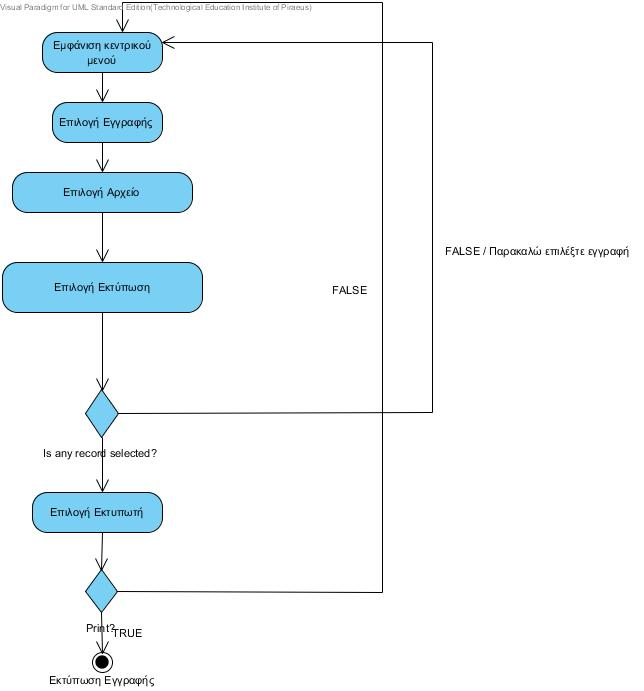 Visual Paradigm for UML Standard Edition(Technological Education Institute of Piraeus)
Εμφάνιση κεντρικού
μενού
Επιλογή Εγγραφής
Επιλογή Αρχείο
FALSE / Παρακαλώ επιλέξτε εγγραφή
Επιλογή Εκτύπωση
FALSE
Is any record selected?
Επιλογή Εκτυπωτή
Print?
TRUE
Εκτύπωση Εγγραφής